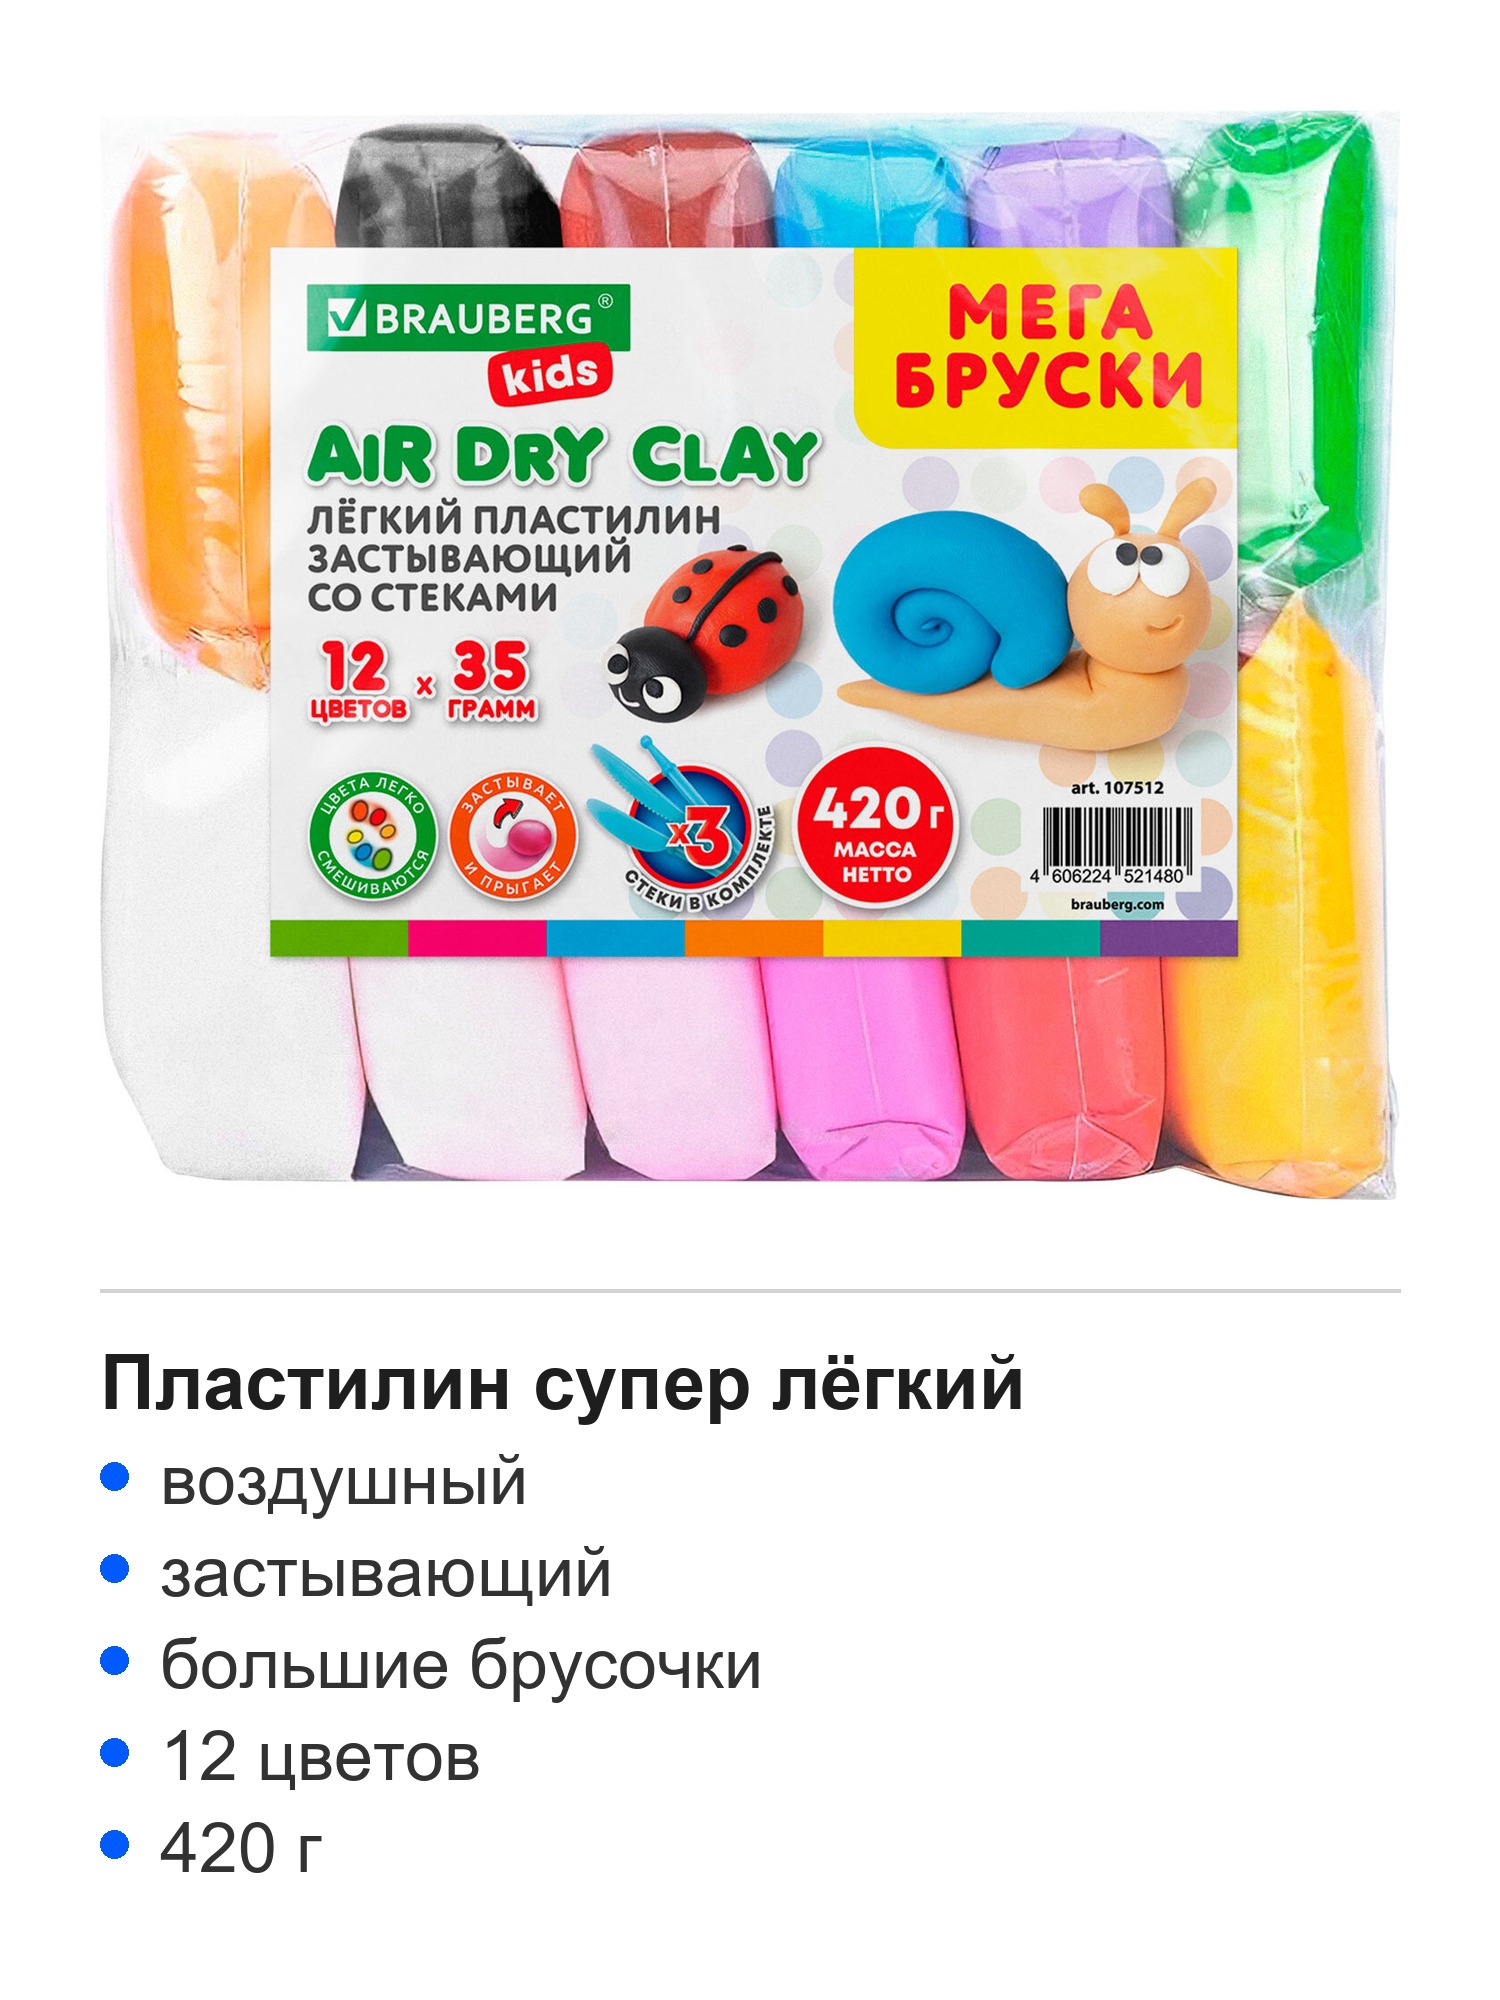 BRAUBERG®
kids
МЕГА
БРУСКИ
AIR DRY CLAY
ЛЁГКИЙ ПЛАСТИЛИН
ЗАСТЫВАЮЩИЙ
СО СТЕКАМИ
12 x 35
ЦВЕТОВ ГРАММ
ЦВЕТА ЛЕГКО
СМЕШИВАЮТСЯ
ЗАСТЫВАЕТ
И ПРЫГАЕТ
x3
СТЕКИ В КОМПЛЕКТЕ
420 г
МАССА
НЕТТО
art. 107512
4 606224 521480
brauberg.com
Пластилин супер лёгкий
воздушный
застывающий
большие брусочки
12 цветов
420 г